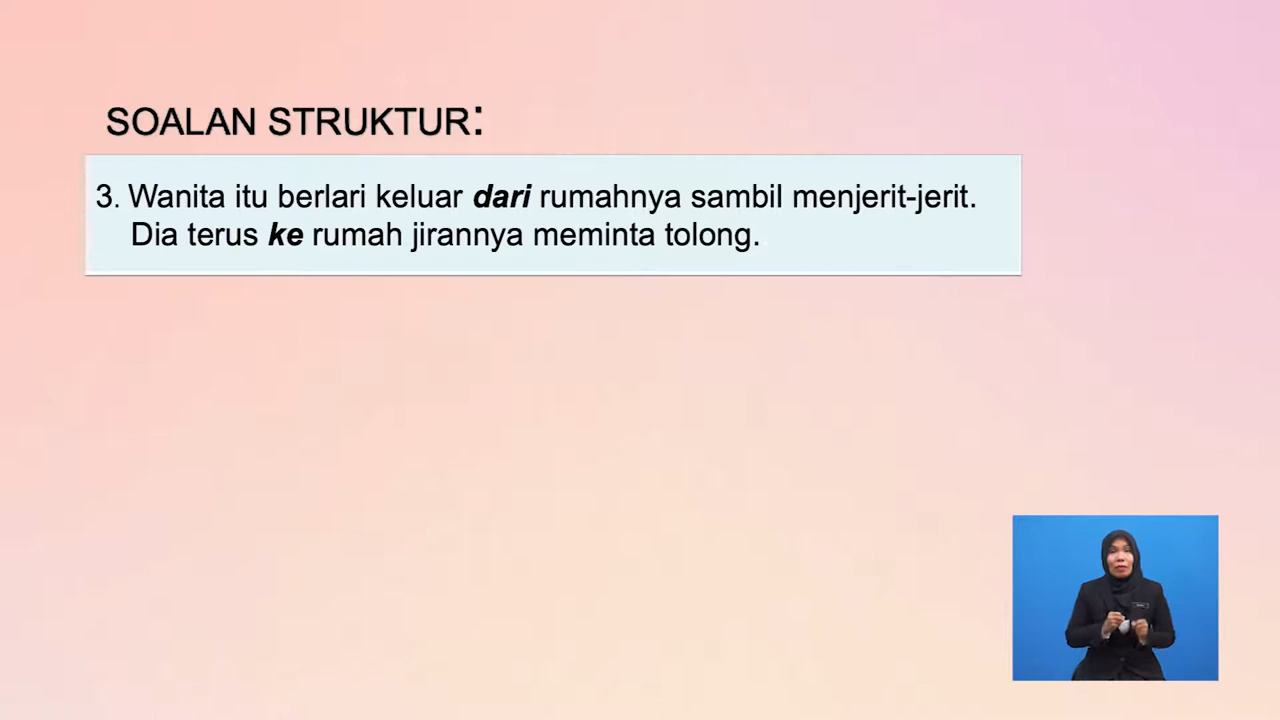 SOALAN STRUKTUR:
3. Wanita itu berlari keluar dari rumahnya sambil menjerit-jerit.
Dia terus ke rumah jirannya meminta tolong.